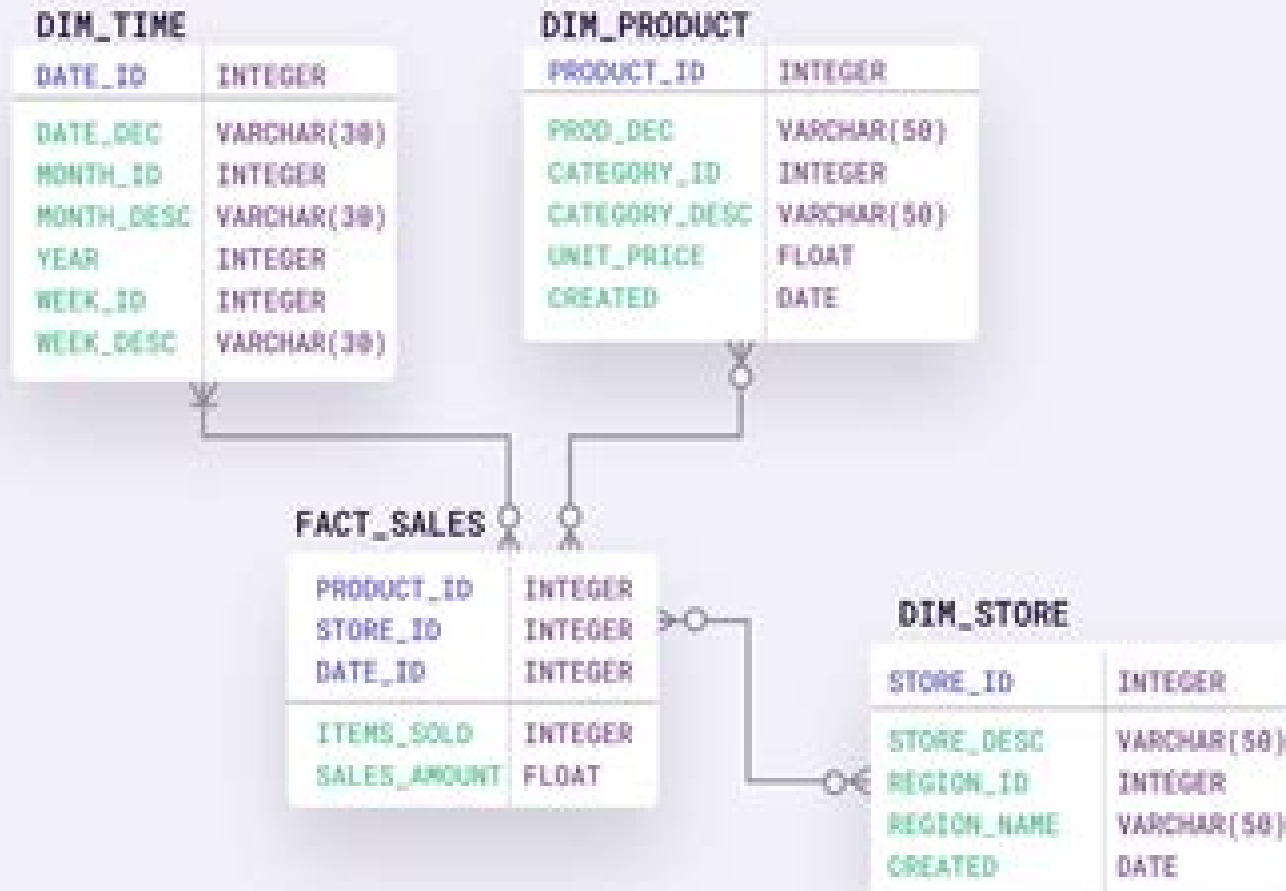 DIM_TIME
DATE_ID INTEGER
DATE_DEC VARCHAR(30)
MONTH_ID INTEGER
MONTH_DESC VARCHAR(30)
YEAR INTEGER
WEEK_ID INTEGER
WEEK_DESC VARCHAR(30)
DIM_PRODUCT
PRODUCT_ID INTEGER
PROD_DEC VARCHAR(50)
CATEGORY_ID INTEGER
CATEGORY_DESC VARCHAR(50)
UNIT_PRICE FLOAT
CREATED DATE
FACT_SALES
PRODUCT_ID INTEGER
STORE_ID INTEGER
DATE_ID INTEGER
ITEMS_SOLD INTEGER
SALES_AMOUNT FLOAT
DIM_STORE
STORE_ID INTEGER
STORE_DESC VARCHAR(50)
REGION_ID INTEGER
REGION_NAME VARCHAR(50)
CREATED DATE